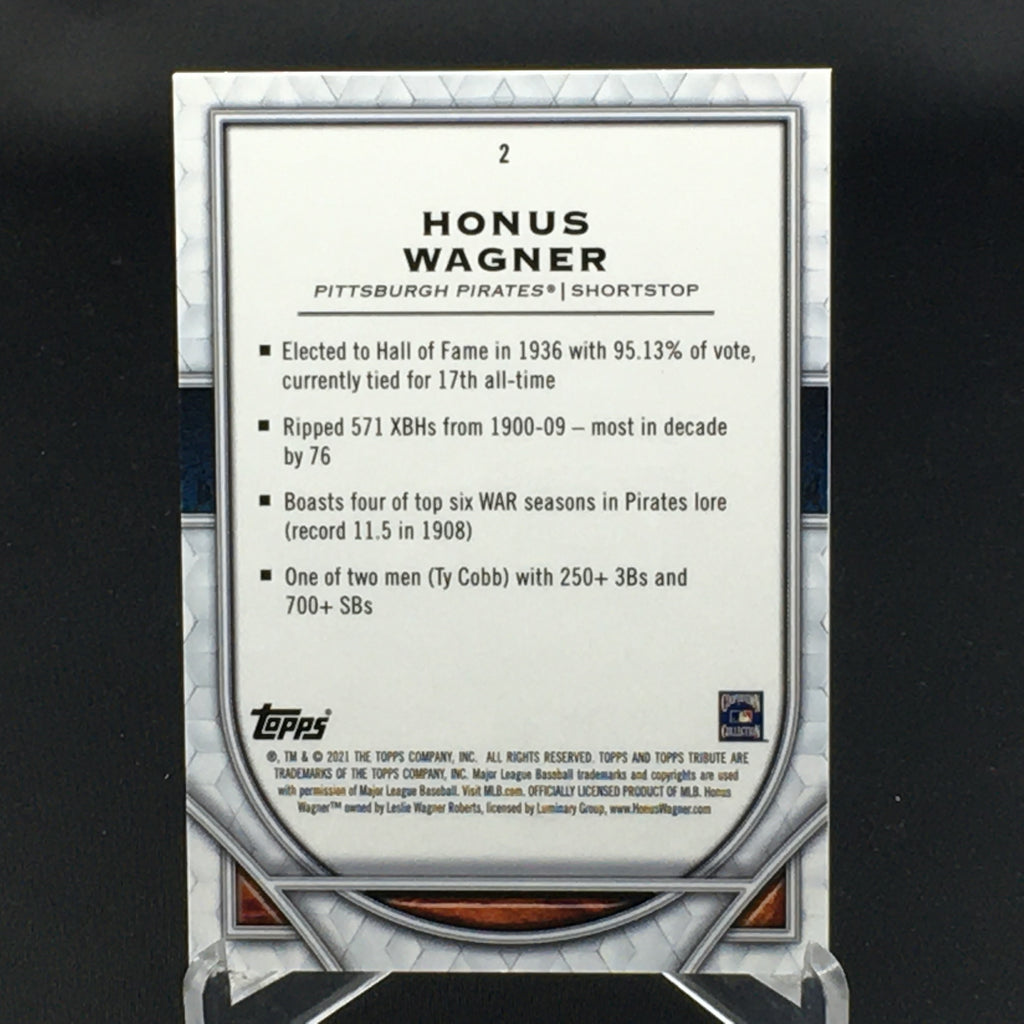 2
HONUS
WAGNER
PITTSBURGH PIRATES® | SHORTSTOP
■ Elected to Hall of Fame in 1936 with 95.13% of vote,
currently tied for 17th all-time
■ Ripped 571 XBHs from 1900-09 – most in decade
by 76
■ Boasts four of top six WAR seasons in Pirates lore
(record 11.5 in 1908)
■ One of two men (Ty Cobb) with 250+ 3Bs and
700+ SBs
topps®
COOPERSTOWN
COLLECTION
®, TM & © 2021 THE TOPPS COMPANY, INC. ALL RIGHTS RESERVED. TOPPS AND TOPPS TRIBUTE ARE
TRADEMARKS OF THE TOPPS COMPANY, INC. Major League Baseball trademarks and copyrights are used
with permission of Major League Baseball. Visit MLB.com. OFFICIALLY LICENSED PRODUCT OF MLB. Honus
Wagner™ owned by Leslie Wagner Roberts, licensed by Luminary Group, www.HonusWagner.com